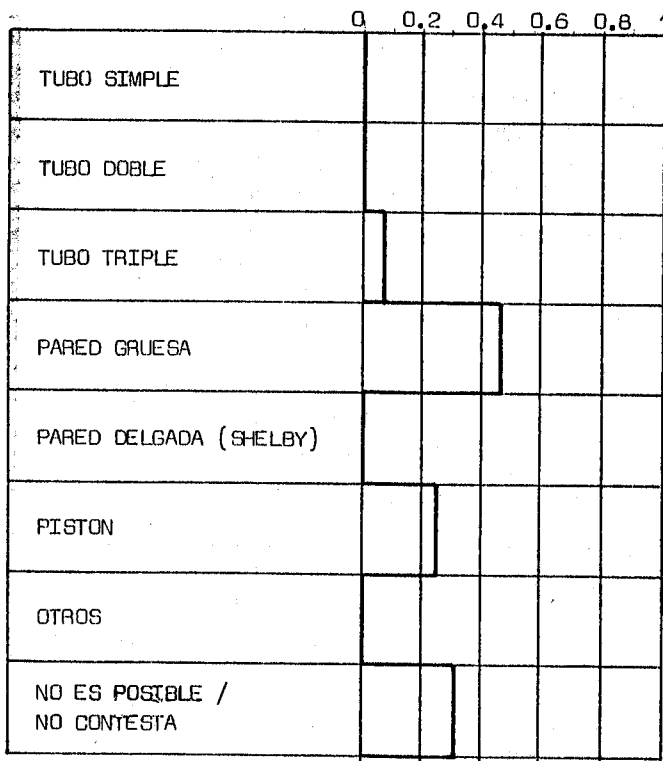 0 0.2 0.4 0.6 0.8 1
TUBO SIMPLE
TUBO DOBLE
TUBO TRIPLE
PARED GRUESA
PARED DELGADA (SHELBY)
PISTON
OTROS
NO ES POSIBLE /
NO CONTESTA